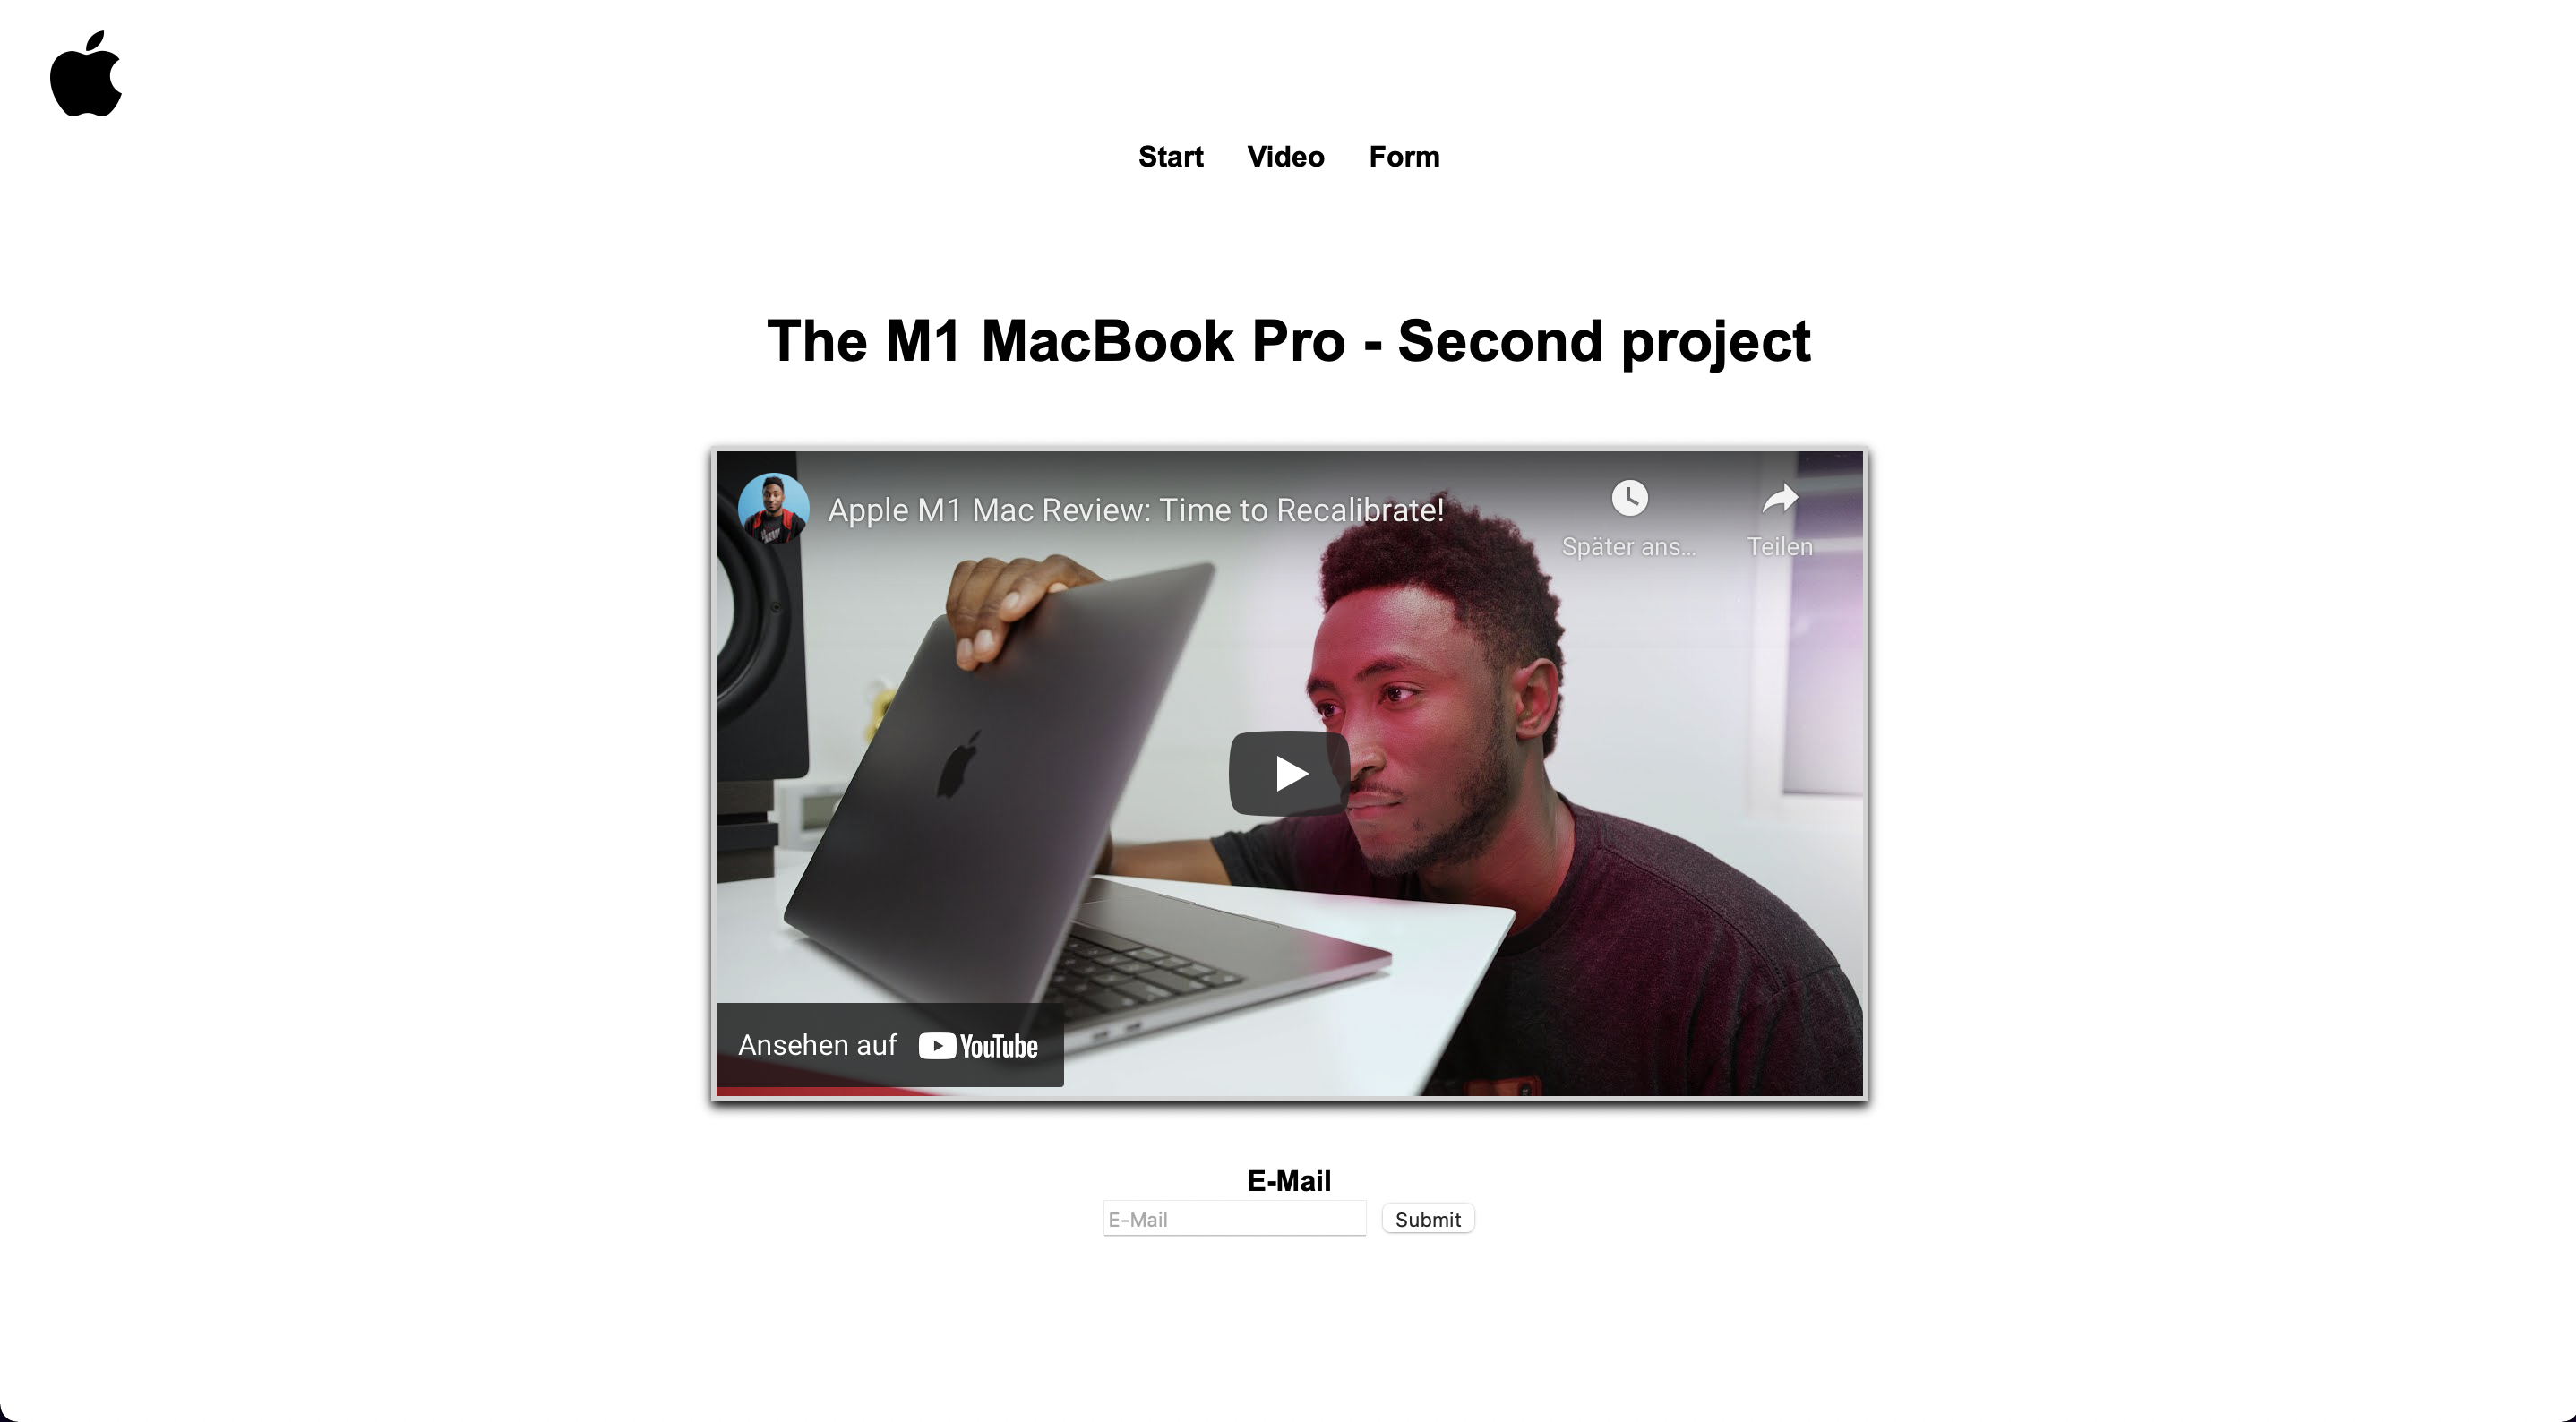 Start Video Form
The M1 MacBook Pro - Second project
Apple M1 Mac Review: Time to Recalibrate!
Später ans... Teilen
Ansehen auf YouTube
E-Mail
E-Mail Submit